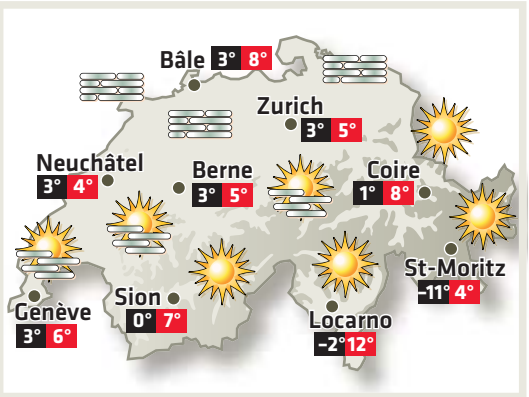 Bâle 3° 8°
Zurich
3° 5°
Neuchâtel
3° 4°
Berne
3° 5°
Coire
1° 8°
St-Moritz
-11° 4°
Genève
3° 6°
Sion
0° 7°
Locarno
-2° 12°